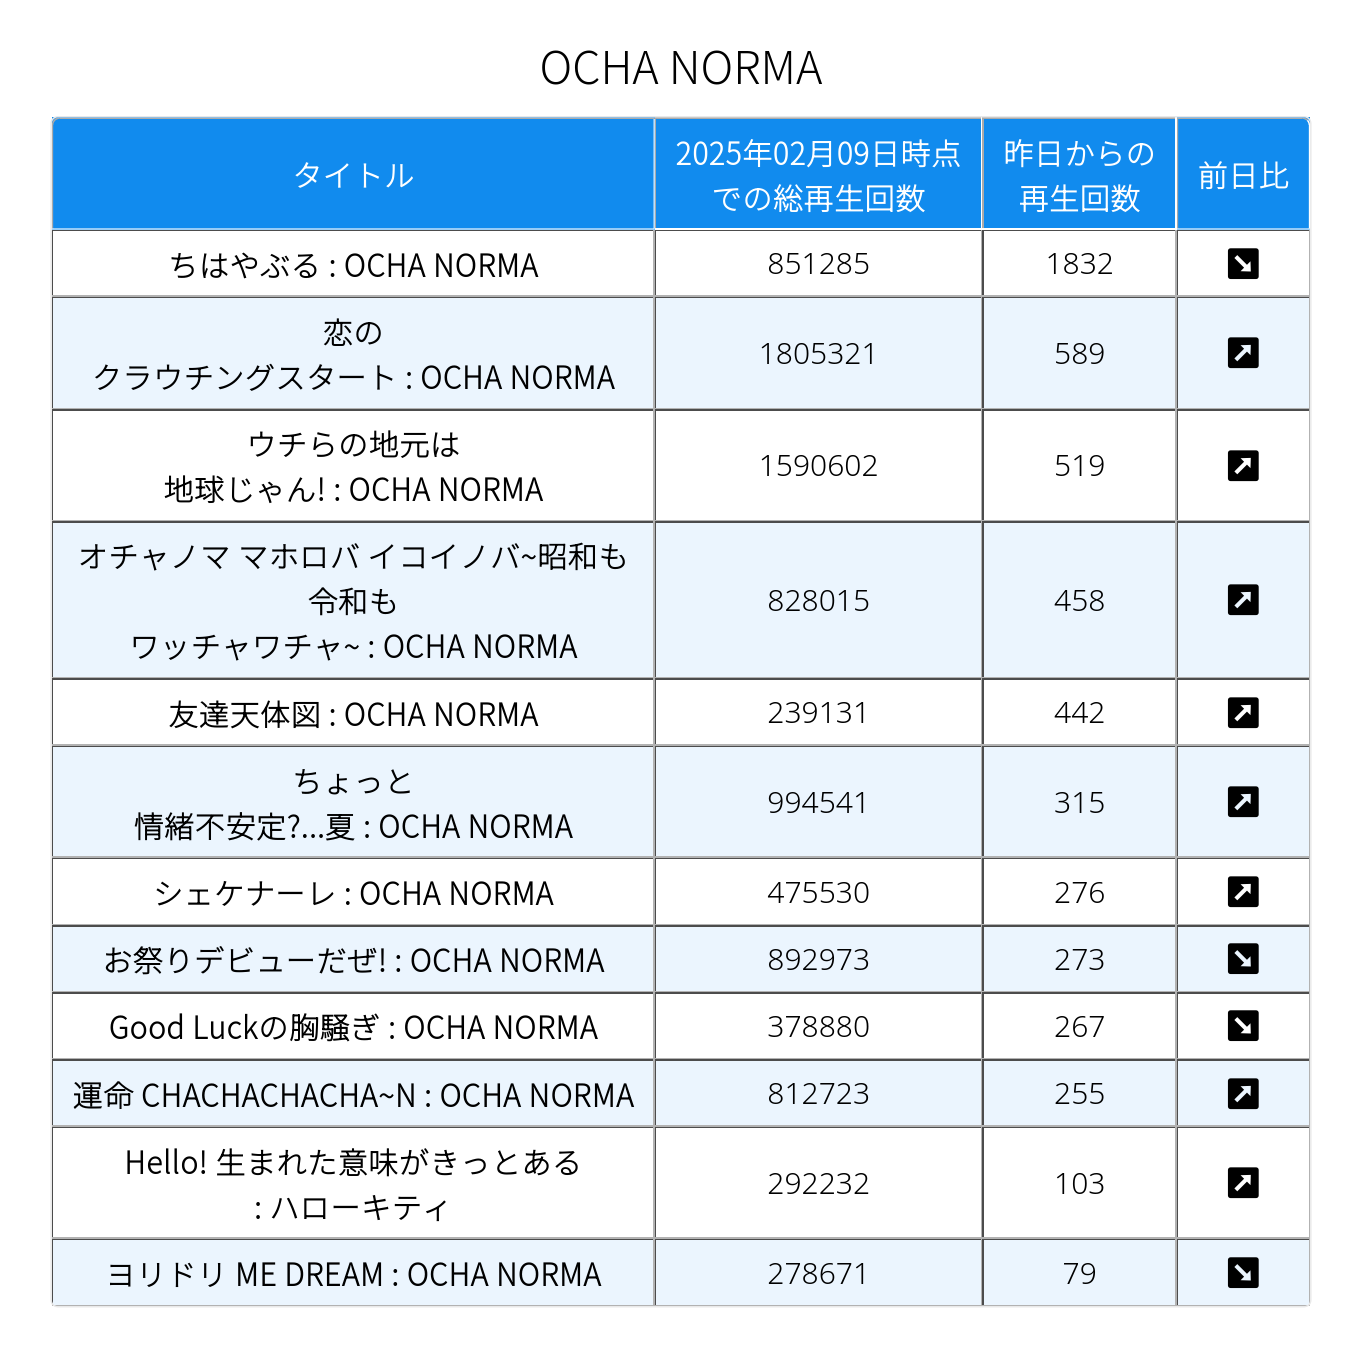 OCHA NORMA
タイトル
2025年02月09日時点
での総再生回数
昨日からの
再生回数
前日比
ちはやぶる : OCHA NORMA
851285
1832
恋の
クラウチングスタート : OCHA NORMA
1805321
589
ウチらの地元は
地球じゃん! : OCHA NORMA
1590602
519
オチャノマ マホロバ イコイノバ~昭和も
令和も
ワッチャワチャ~ : OCHA NORMA
828015
458
友達天体図 : OCHA NORMA
239131
442
ちょっと
情緒不安定?...夏 : OCHA NORMA
994541
315
シェケナーレ : OCHA NORMA
475530
276
お祭りデビューだぜ! : OCHA NORMA
892973
273
Good Luckの胸騒ぎ : OCHA NORMA
378880
267
運命 CHACHACHACHA~N : OCHA NORMA
812723
255
Hello! 生まれた意味がきっとある
: ハローキティ
292232
103
ヨリドリ ME DREAM : OCHA NORMA
278671
79